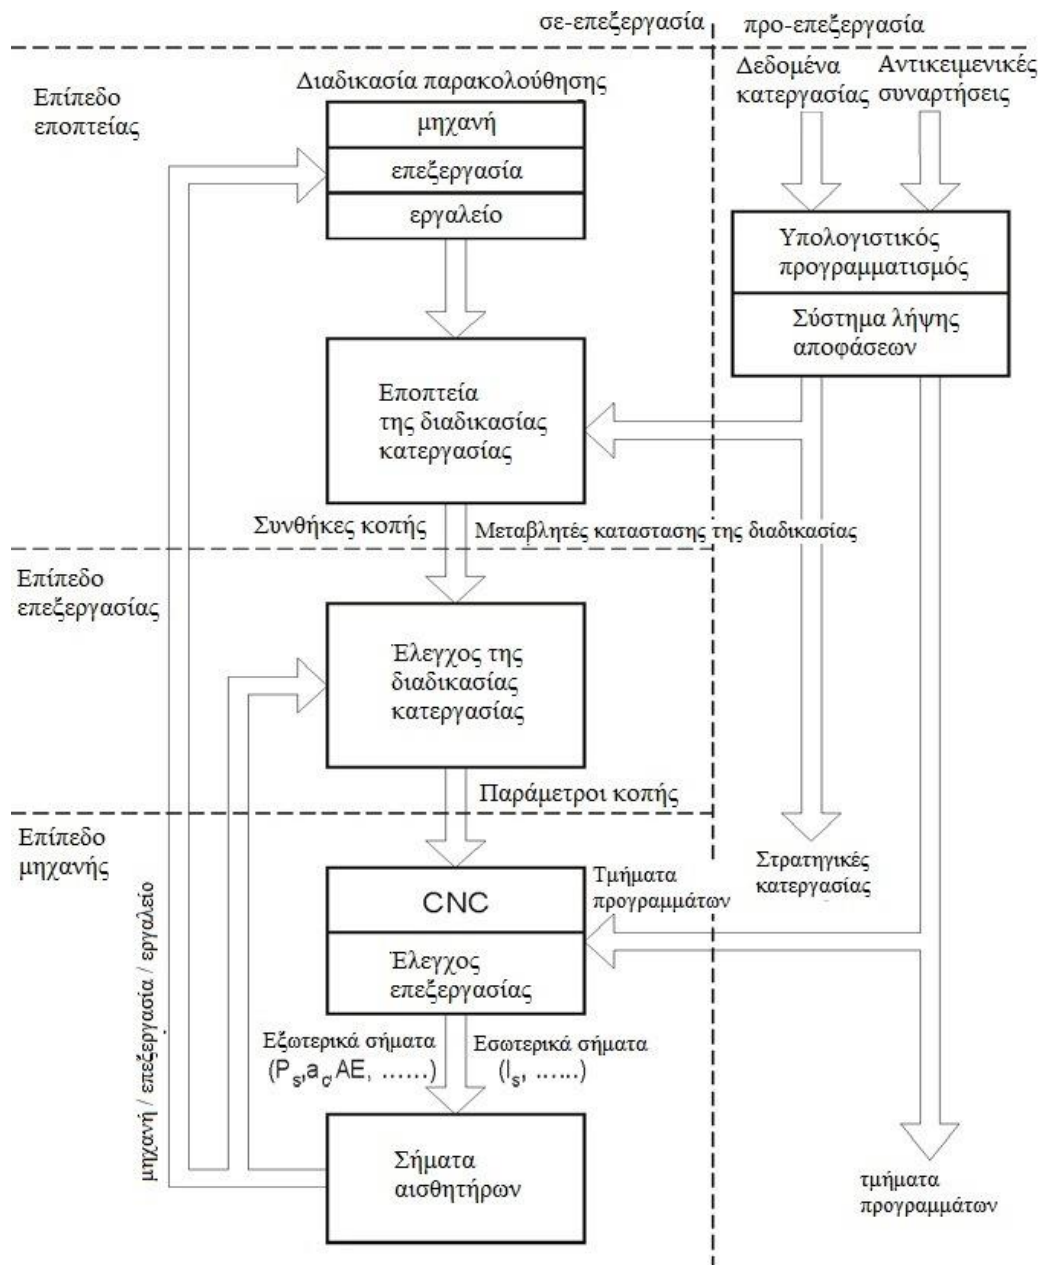 σε-επεξεργασία
προ-επεξεργασία
Επίπεδο
εποπτείας
Διαδικασία παρακολούθησης
μηχανή
επεξεργασία
εργαλείο
Δεδομένα
κατεργασίας
Αντικειμενικές
συναρτήσεις
Υπολογιστικός
προγραμματισμός
Σύστημα λήψης
αποφάσεων
Εποπτεία
της διαδικασίας
κατεργασίας
Συνθήκες κοπής
Μεταβλητές καταστασης της διαδικασίας
Επίπεδο
επεξεργασίας
Έλεγχος της
διαδικασίας
κατεργασίας
Παράμετροι κοπής
Επίπεδο
μηχανής
Στρατηγικές
κατεργασίας
CNC
Έλεγχος
επεξεργασίας
Τμήματα
προγραμμάτων
Εξωτερικά σήματα
(Ps,ac,AE, ......)
Εσωτερικά σήματα
(Is, ......)
μηχανή / επεξεργασία / εργαλείο
Σήματα
αισθητήρων
τμήματα
προγραμμάτων